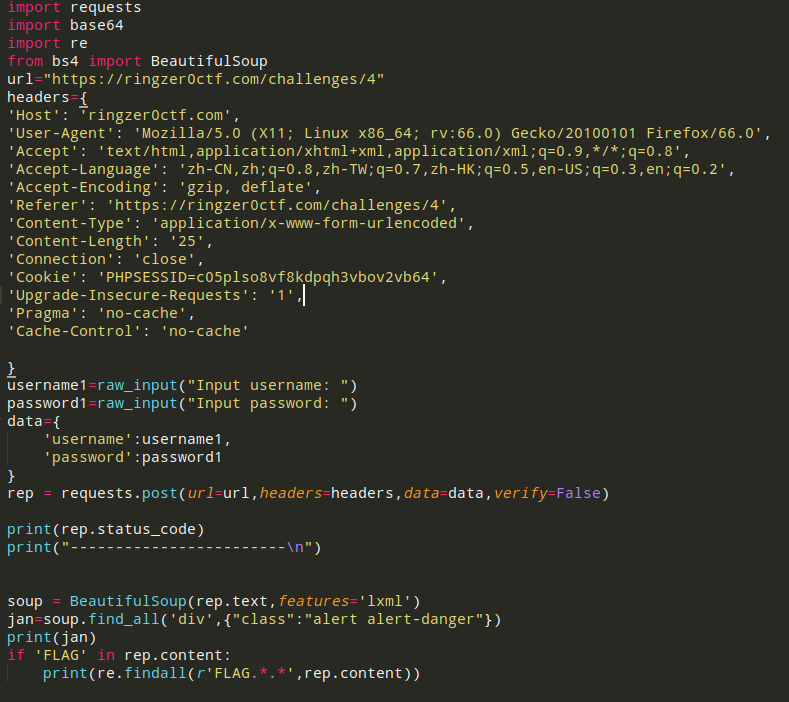 import requests
import base64
import re
from bs4 import BeautifulSoup
url="https://ringzer0ctf.com/challenges/4"
headers={
'Host': 'ringzer0ctf.com',
'User-Agent': 'Mozilla/5.0 (X11; Linux x86_64; rv:66.0) Gecko/20100101 Firefox/66.0',
'Accept': 'text/html,application/xhtml+xml,application/xml;q=0.9,*/*;q=0.8',
'Accept-Language': 'zh-CN,zh;q=0.8,zh-TW;q=0.7,zh-HK;q=0.5,en-US;q=0.3,en;q=0.2',
'Accept-Encoding': 'gzip, deflate',
'Referer': 'https://ringzer0ctf.com/challenges/4',
'Content-Type': 'application/x-www-form-urlencoded',
'Content-Length': '25',
'Connection': 'close',
'Cookie': 'PHPSESSID=c05plso8vf8kdpqh3vbov2vb64',
'Upgrade-Insecure-Requests': '1',
'Pragma': 'no-cache',
'Cache-Control': 'no-cache'
}
username1=raw_input("Input username: ")
password1=raw_input("Input password: ")
data={
    'username':username1,
    'password':password1
}
rep = requests.post(url=url,headers=headers,data=data,verify=False)
print(rep.status_code)
print("------------------------\n")
soup = BeautifulSoup(rep.text,features='lxml')
jan=soup.find_all('div',{"class":"alert alert-danger"})
print(jan)
if 'FLAG' in rep.content:
    print(re.findall(r'FLAG.*.*',rep.content))